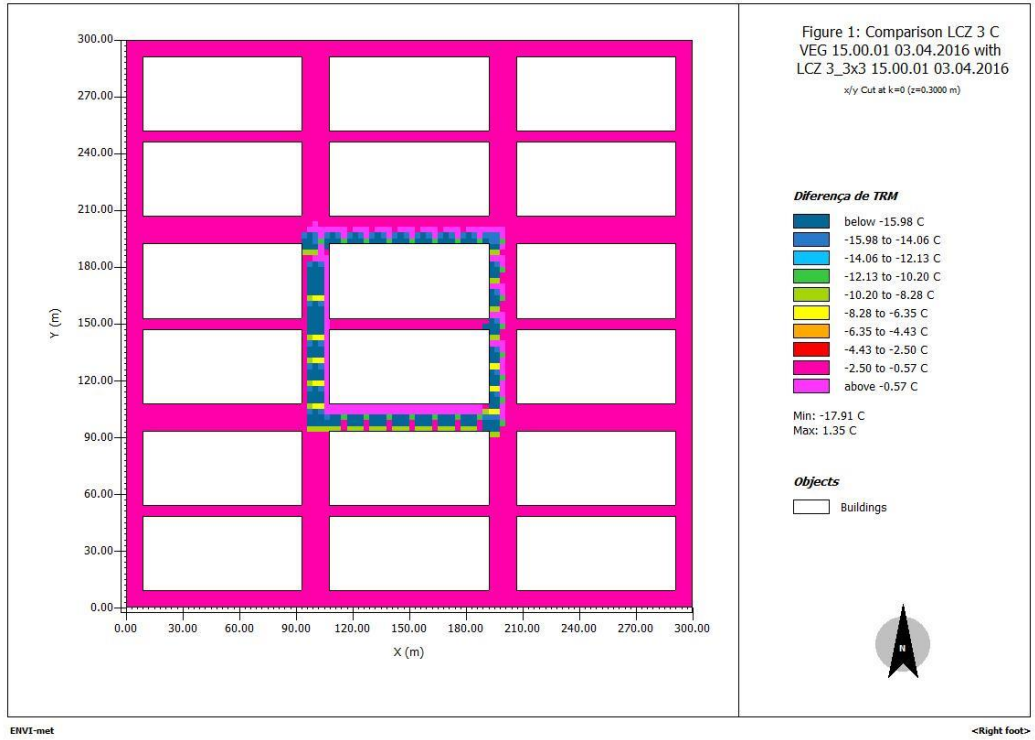 Figure 1: Comparison LCZ 3 C
VEG 15.00.01 03.04.2016 with
LCZ 3_3x3 15.00.01 03.04.2016
x/y Cut at k=0 (z=0.3000 m)
300.00
270.00
240.00
210.00
180.00
150.00
120.00
90.00
60.00
30.00
0.00
Y (m)
0.00 30.00 60.00 90.00 120.00 150.00 180.00 210.00 240.00 270.00 300.00
X (m)
Diferença de TRM
below -15.98 C
-15.98 to -14.06 C
-14.06 to -12.13 C
-12.13 to -10.20 C
-10.20 to -8.28 C
-8.28 to -6.35 C
-6.35 to -4.43 C
-4.43 to -2.50 C
-2.50 to -0.57 C
above -0.57 C
Min: -17.91 C
Max: 1.35 C
Objects
Buildings
N
ENVI-met
<Right foot>